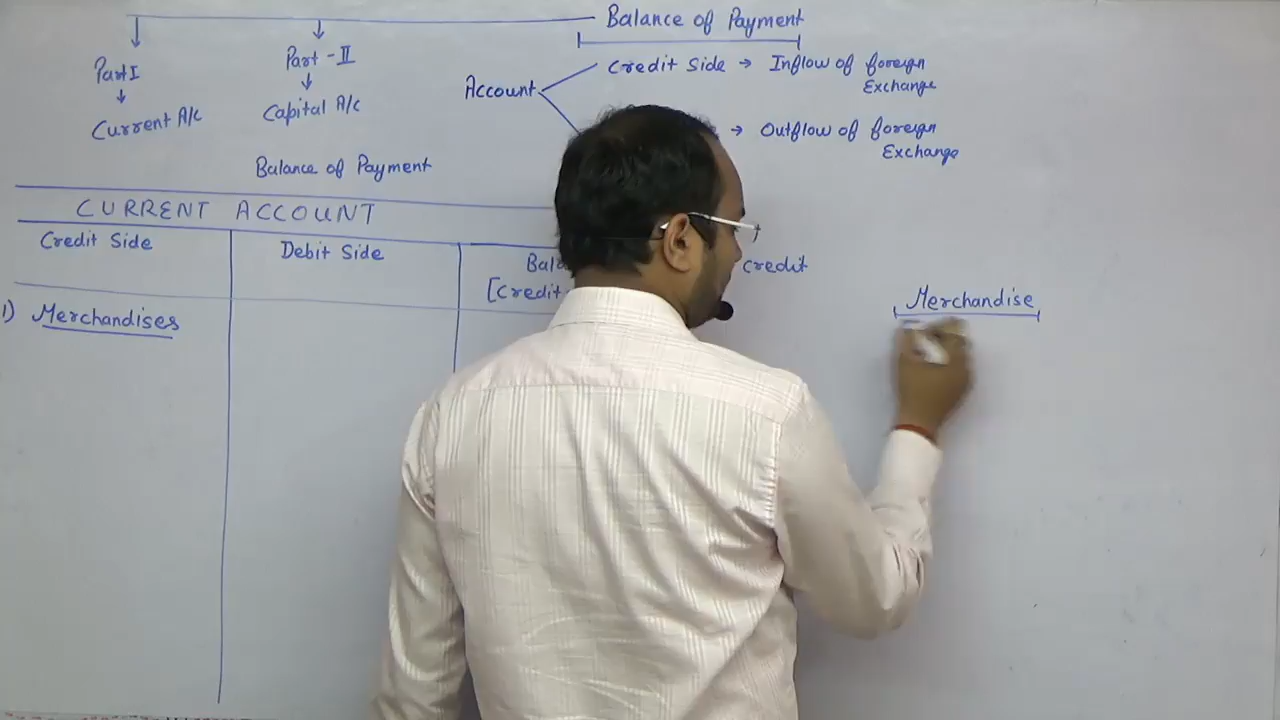 Balance of Payment
Part I
Part - II
Current A/c
Capital A/c
Account
Credit Side → Inflow of foreign
Exchange
→ Outflow of foreign
Exchange
Balance of Payment
CURRENT ACCOUNT
Credit Side
Debit Side
[Credit-
credit
1) Merchandises
Merchandise